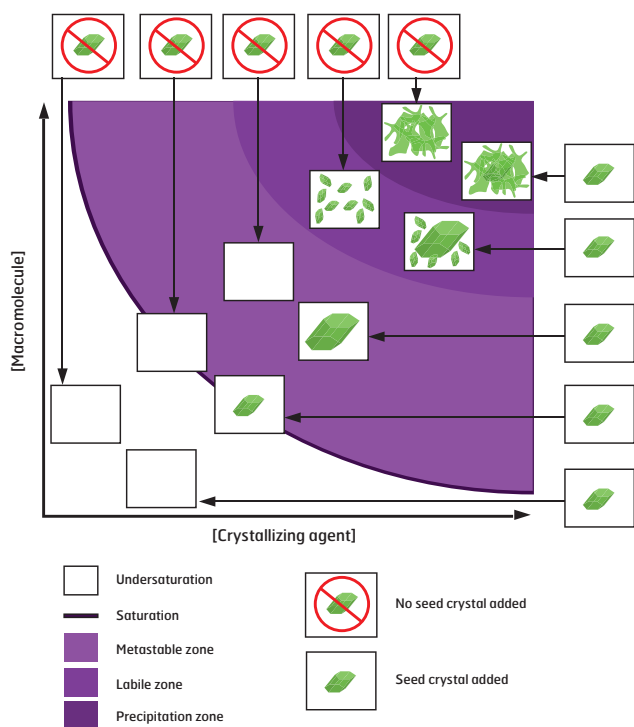 [Macromolecule]
[Crystallizing agent]
Undersaturation
Saturation
Metastable zone
Labile zone
Precipitation zone
No seed crystal added
Seed crystal added